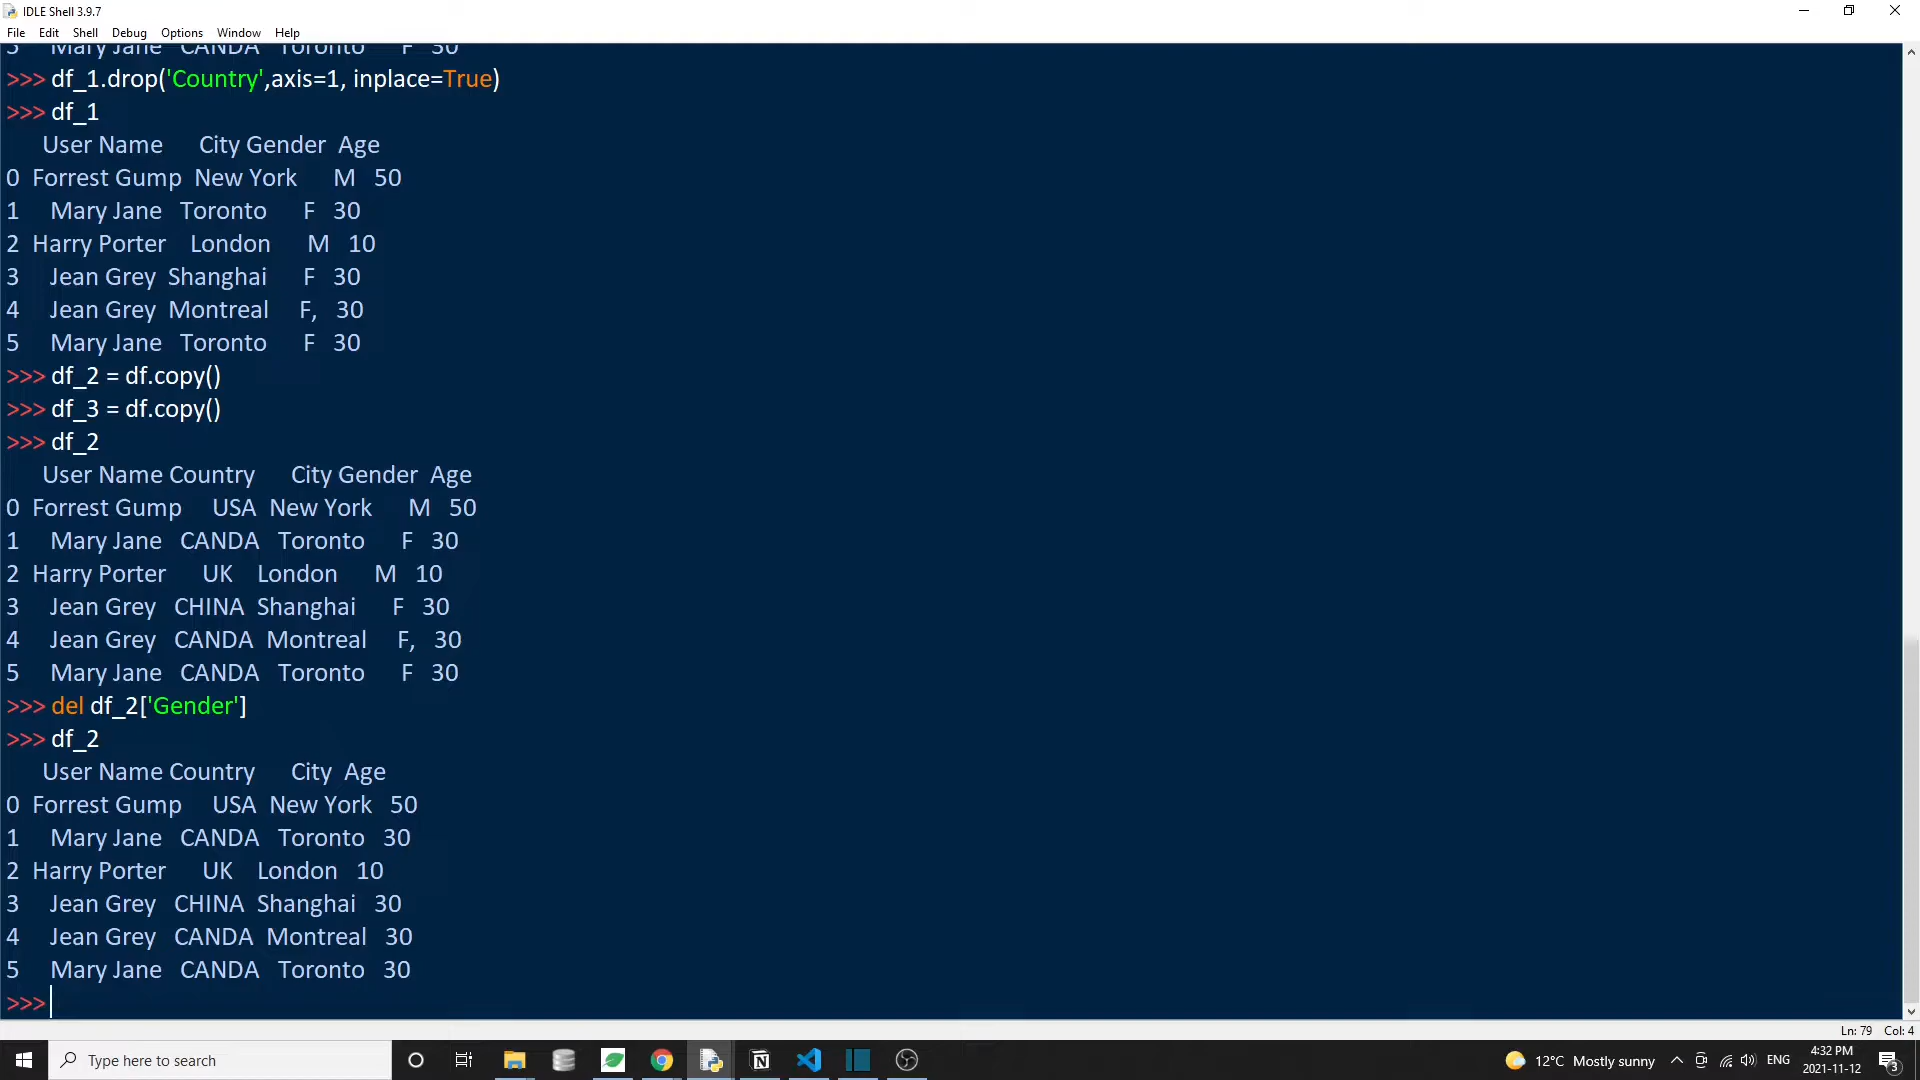 IDLE Shell 3.9.7
File Edit Shell Debug Options Window Help
5 Mary Jane CANDA Toronto F 30
>>> df_1.drop('Country',axis=1, inplace=True)
>>> df_1
User Name City Gender Age
0 Forrest Gump New York M 50
1 Mary Jane Toronto F 30
2 Harry Porter London M 10
3 Jean Grey Shanghai F 30
4 Jean Grey Montreal F, 30
5 Mary Jane Toronto F 30
>>> df_2 = df.copy()
>>> df_3 = df.copy()
>>> df_2
User Name Country City Gender Age
0 Forrest Gump USA New York M 50
1 Mary Jane CANDA Toronto F 30
2 Harry Porter UK London M 10
3 Jean Grey CHINA Shanghai F 30
4 Jean Grey CANDA Montreal F, 30
5 Mary Jane CANDA Toronto F 30
>>> del df_2['Gender']
>>> df_2
User Name Country City Age
0 Forrest Gump USA New York 50
1 Mary Jane CANDA Toronto 30
2 Harry Porter UK London 10
3 Jean Grey CHINA Shanghai 30
4 Jean Grey CANDA Montreal 30
5 Mary Jane CANDA Toronto 30
>>>
Ln: 79 Col: 4
Type here to search
12°C Mostly sunny ENG
4:32 PM
2021-11-12
3